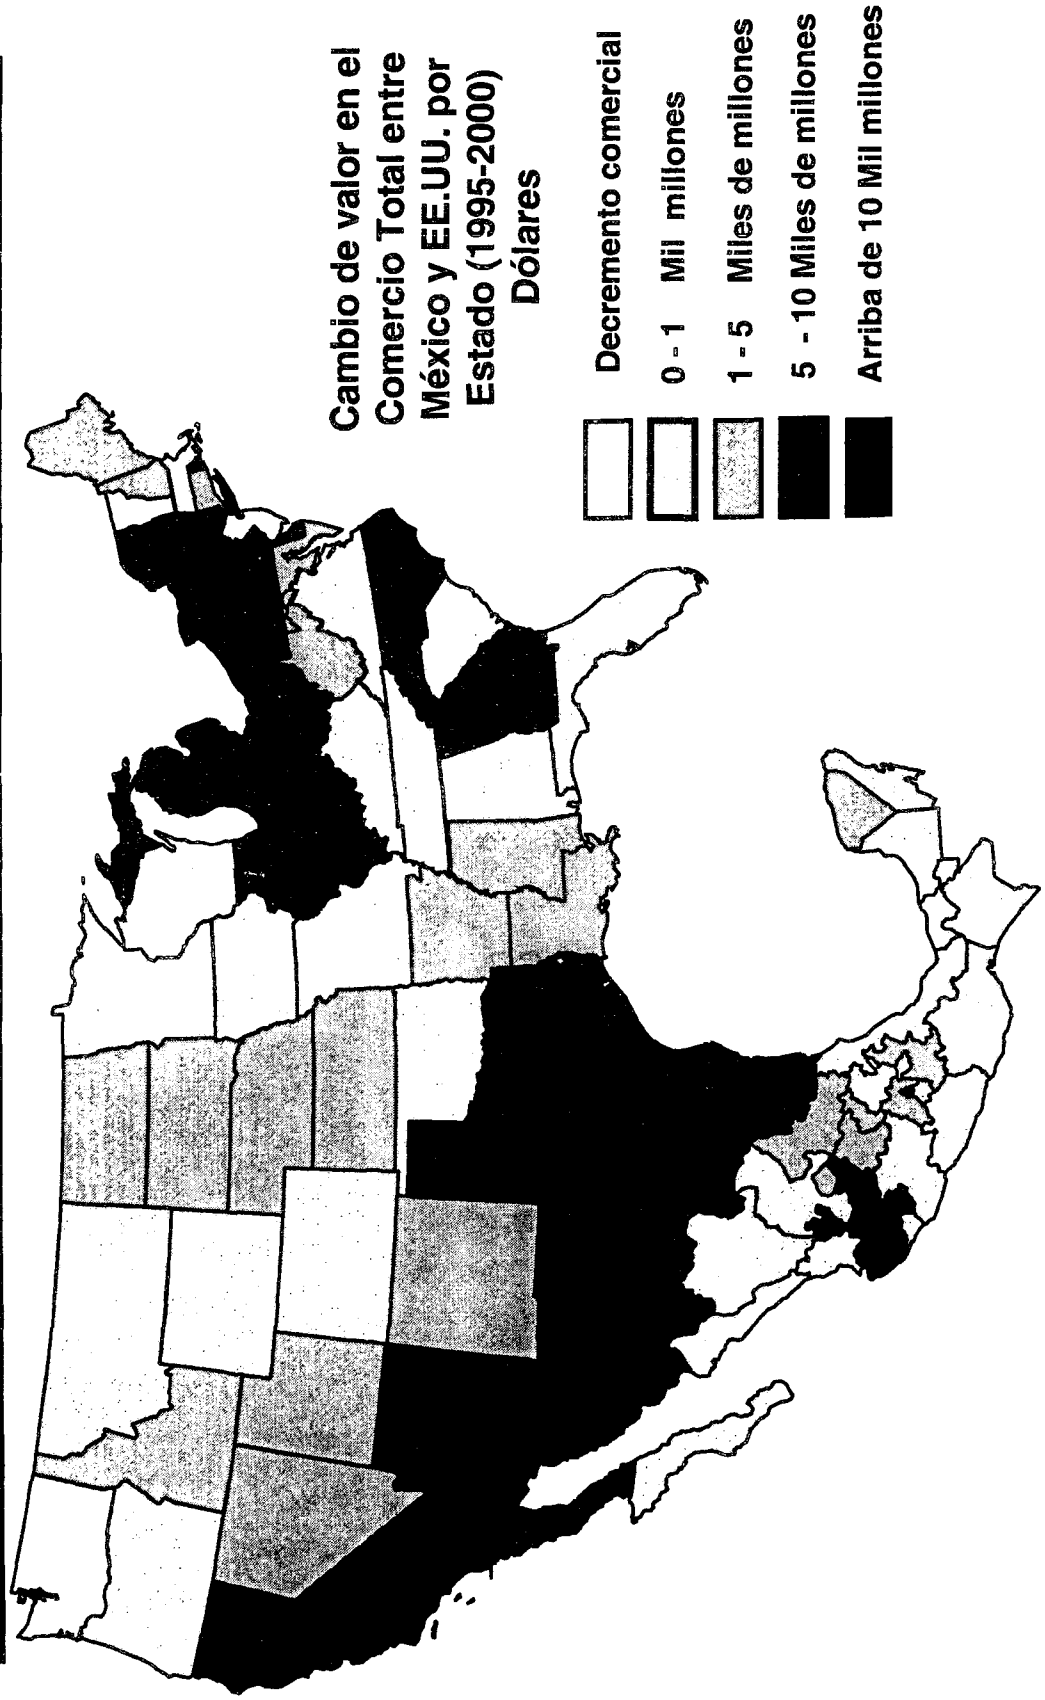 Cambio de valor en el
Comercio Total entre
México y EE.UU. por
Estado (1995-2000)
Dólares
Decremento comercial
0 - 1 Mil millones
1 - 5 Miles de millones
5 - 10 Miles de millones
Arriba de 10 Mil millones